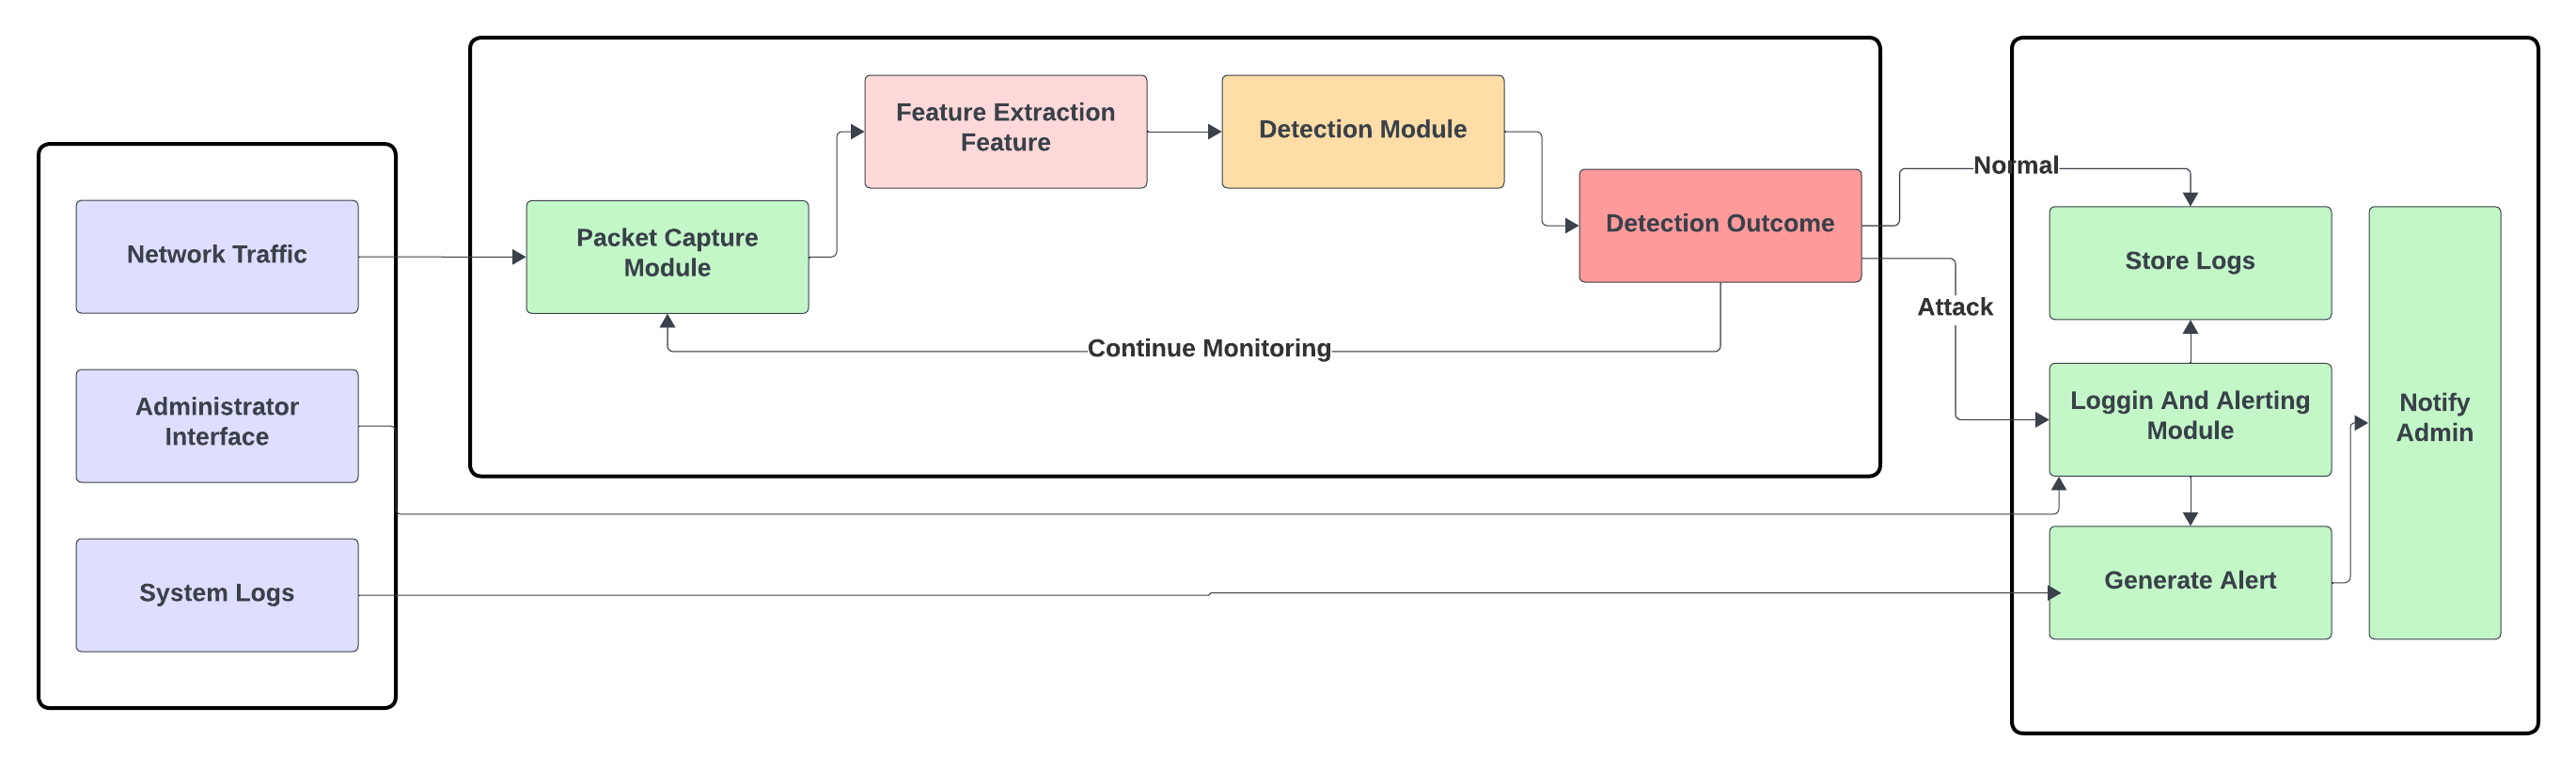 Network Traffic
Administrator
Interface
System Logs
Packet Capture
Module
Feature Extraction
Feature
Detection Module
Detection Outcome
Continue Monitoring
Normal
Attack
Store Logs
Loggin And Alerting
Module
Generate Alert
Notify
Admin